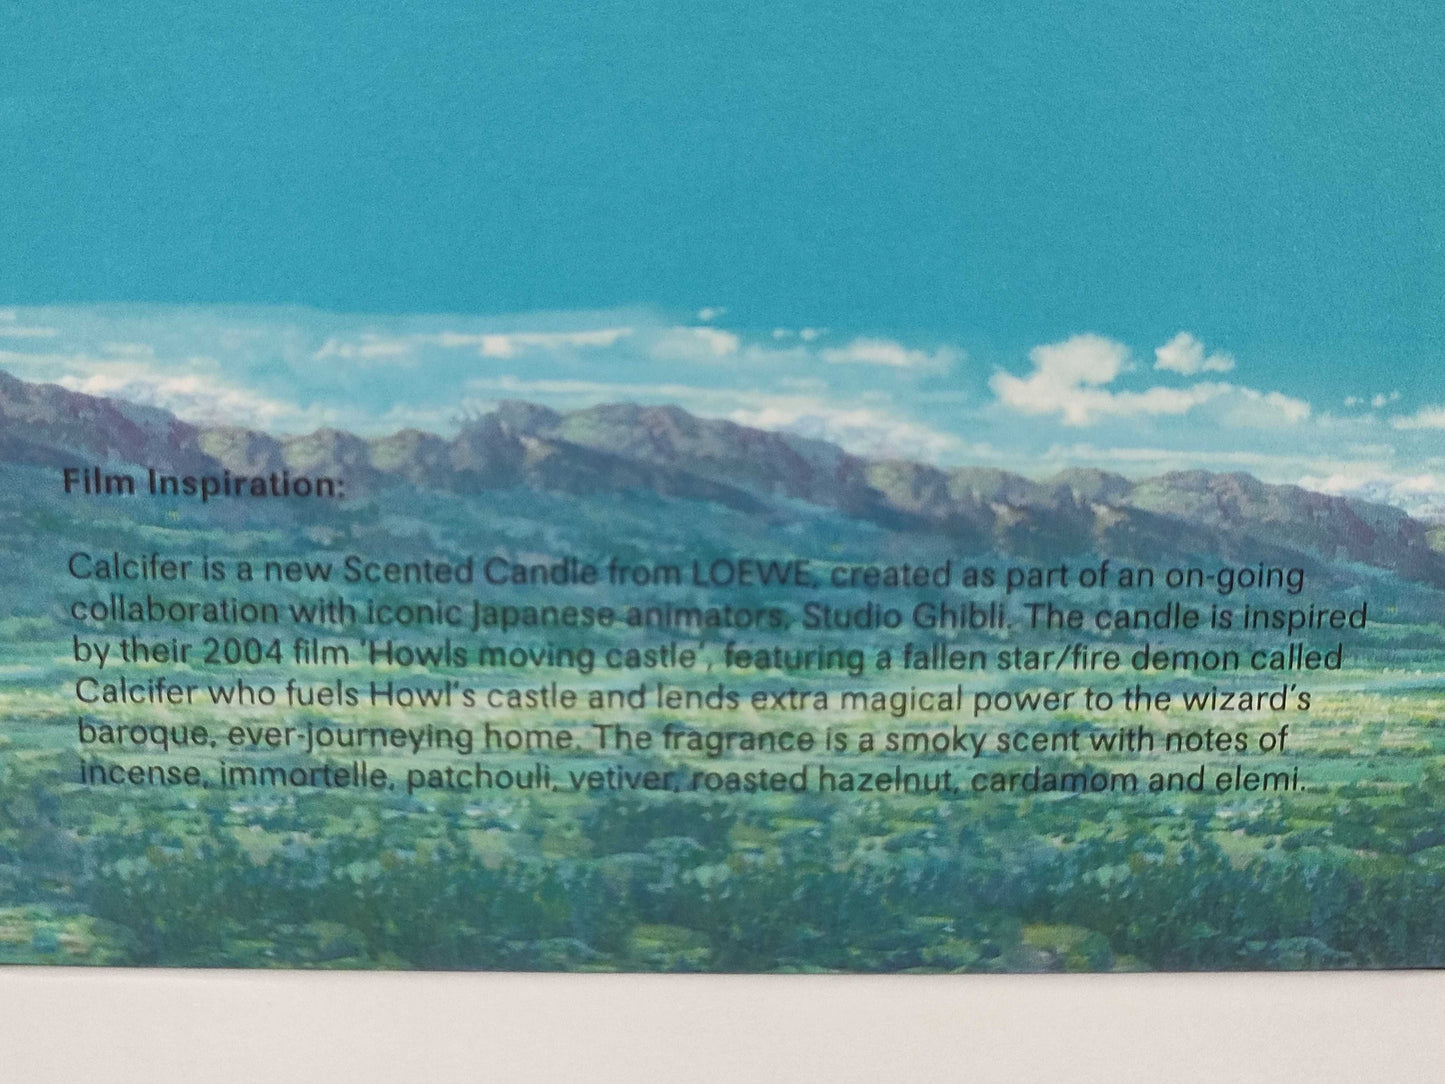 Film Inspiration:
Calcifer is a new Scented Candle from LOEWE, created as part of an on-going
collaboration with iconic Japanese animators, Studio Ghibli. The candle is inspired
by their 2004 film 'Howls moving castle', featuring a fallen star/fire demon called
Calcifer who fuels Howl's castle and lends extra magical power to the wizard's
baroque, ever-journeying home. The fragrance is a smoky scent with notes of
incense, immortelle, patchouli, vetiver, roasted hazelnut, cardamom and elemi.